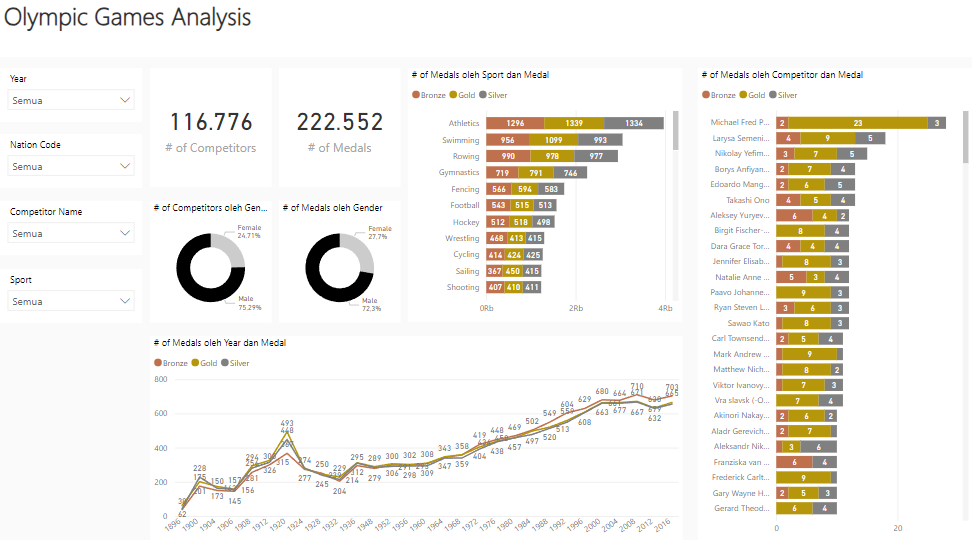 Olympic Games Analysis
Year
Semua
Nation Code
Semua
Competitor Name
Semua
Sport
Semua
116.776
# of Competitors
222.552
# of Medals
# of Competitors oleh Gen...
Female
24.71%
Male
75.29%
# of Medals oleh Gender
Female
27,7%
Male
72,3%
# of Medals oleh Sport dan Medal
Bronze Gold Silver
Athletics 1296 1339 1334
Swimming 956 1099 993
Rowing 990 978 977
Gymnastics 719 791 746
Fencing 566 594 583
Football 543 515 513
Hockey 512 518 498
Wrestling 468 413 415
Cycling 414 424 425
Sailing 367 450 415
Shooting 407 410 411
0Rb 2Rb 4Rb
# of Medals oleh Competitor dan Medal
Bronze Gold Silver
Michael Fred P... 2 23 3
Larysa Semeni... 4 9 5
Nikolay Yefim... 3 7 5
Borys Anfiyan... 2 7 4
Edoardo Mang... 2 6 5
Takashi Ono 4 5 4
Aleksey Yuryev... 6 4 2
Birgit Fischer-... 8 4
Dara Grace Tor... 4 4 4
Jennifer Elisab... 8 3
Natalie Anne ... 5 3 4
Paavo Johanne... 9 3
Ryan Steven L... 3 6 3
Sawao Kato 8 3
Carl Townsend... 2 5 4
Mark Andrew ... 9
Matthew Nich... 8 2
Viktor Ivanovy... 7 3
Vra slavsk (-O... 7 4
Akinori Nakay... 2 6 2
Aladr Gerevich... 2 7
Aleksandr Nik... 3 6
Franziska van ... 6 4
Frederick Carlt... 9
Gary Wayne H... 2 5 3
Gerard Theod... 6 4
0 20
# of Medals oleh Year dan Medal
Bronze Gold Silver
800
600
400
200
0
493
228 294 295 289 300 302 308 343 358 419 448 469 502 549 604 629 680 664 710 703
150 157 274 250 229
201 173 145 156 281 326 315 277 245 204 214 279 306 298 309 347 359 404 438 457 497 520 513 608 663 677 667 632
62 312 671 665
1896 1900 1904 1906 1908 1912 1920 1924 1928 1932 1936 1948 1952 1956 1960 1964 1968 1972 1976 1980 1984 1988 1992 1996 2000 2004 2008 2012 2016